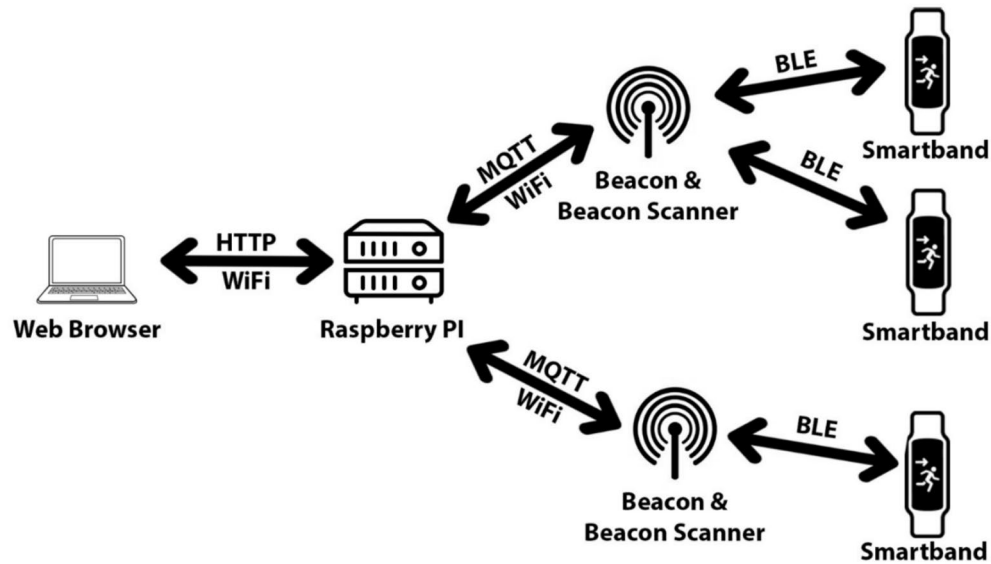 BLE
Smartband
MQTT
WiFi
Beacon &
Beacon Scanner
BLE
HTTP
WiFi
Web Browser
Raspberry PI
Smartband
MQTT
WiFi
BLE
Beacon &
Beacon Scanner
Smartband